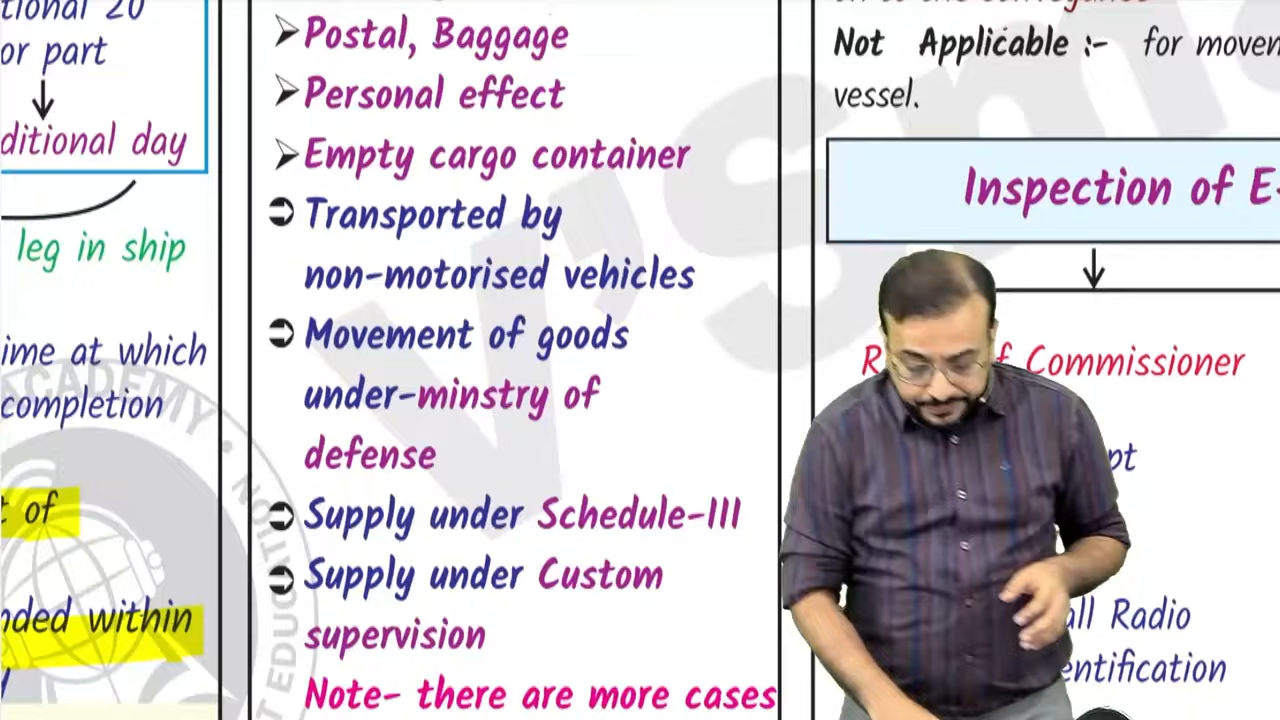 tional 20
or part
ditional day
leg in ship
ime at which
completion
t of
nded within
Postal, Baggage
Personal effect
Empty cargo container
Transported by
non-motorised vehicles
Movement of goods
under-minstry of
defense
Supply under Schedule-III
Supply under Custom
supervision
Note- there are more cases
Not Applicable :- for movem
vessel.
Inspection of E-
f Commissioner
pt
all Radio
entification
V'Sm
ACADEMY